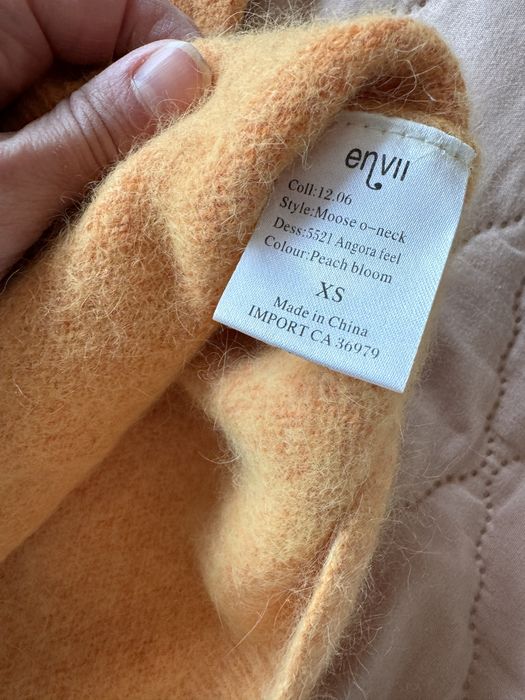 envii
Coll:12.06
Style:Moose o-neck
Dess:5521 Angora feel
Colour:Peach bloom
XS
Made in China
IMPORT CA 36979